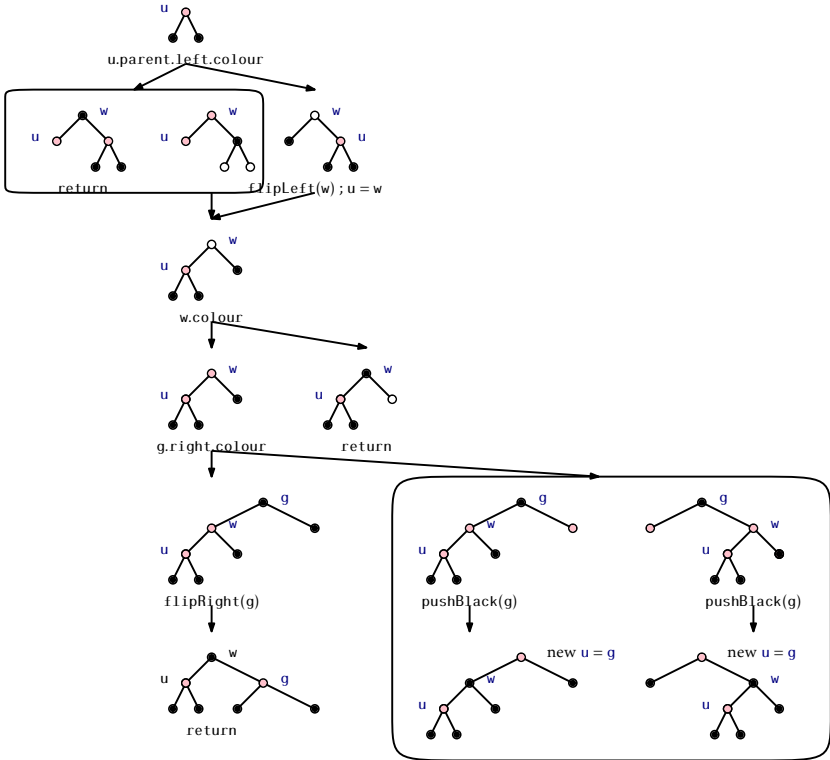 u
u.parent.left.colour
w w w
u u u
return flipLeft(w) ; u = w
w
u
w.colour
w w
u u
g.right.colour return
g g g
w w w
u u u
flipRight(g) pushBlack(g) pushBlack(g)
w new u = g new u = g
u g w w
u u
return